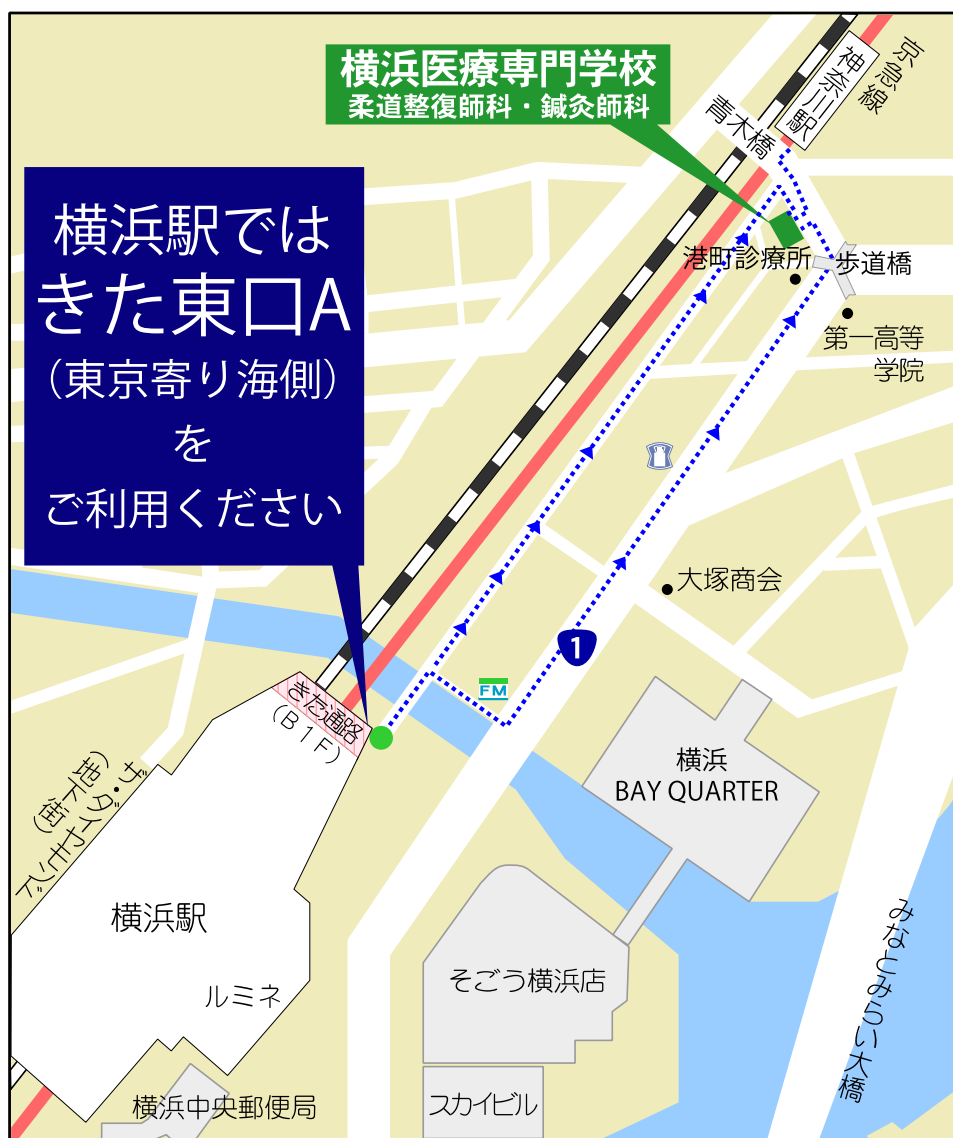 横浜医療専門学校
柔道整復師科・鍼灸師科
京急線
神奈川駅
青木橋
横浜駅では
きた東口A
（東京寄り海側）
を
ご利用ください
港町診療所
歩道橋
第一高等
学院
大塚商会
1
FM
きた通路
（B1F）
ザ・ダイヤモンド
（地下街）
横浜
BAY QUARTER
横浜駅
ルミネ
そごう横浜店
みなとみらい大橋
スカイビル
横浜中央郵便局